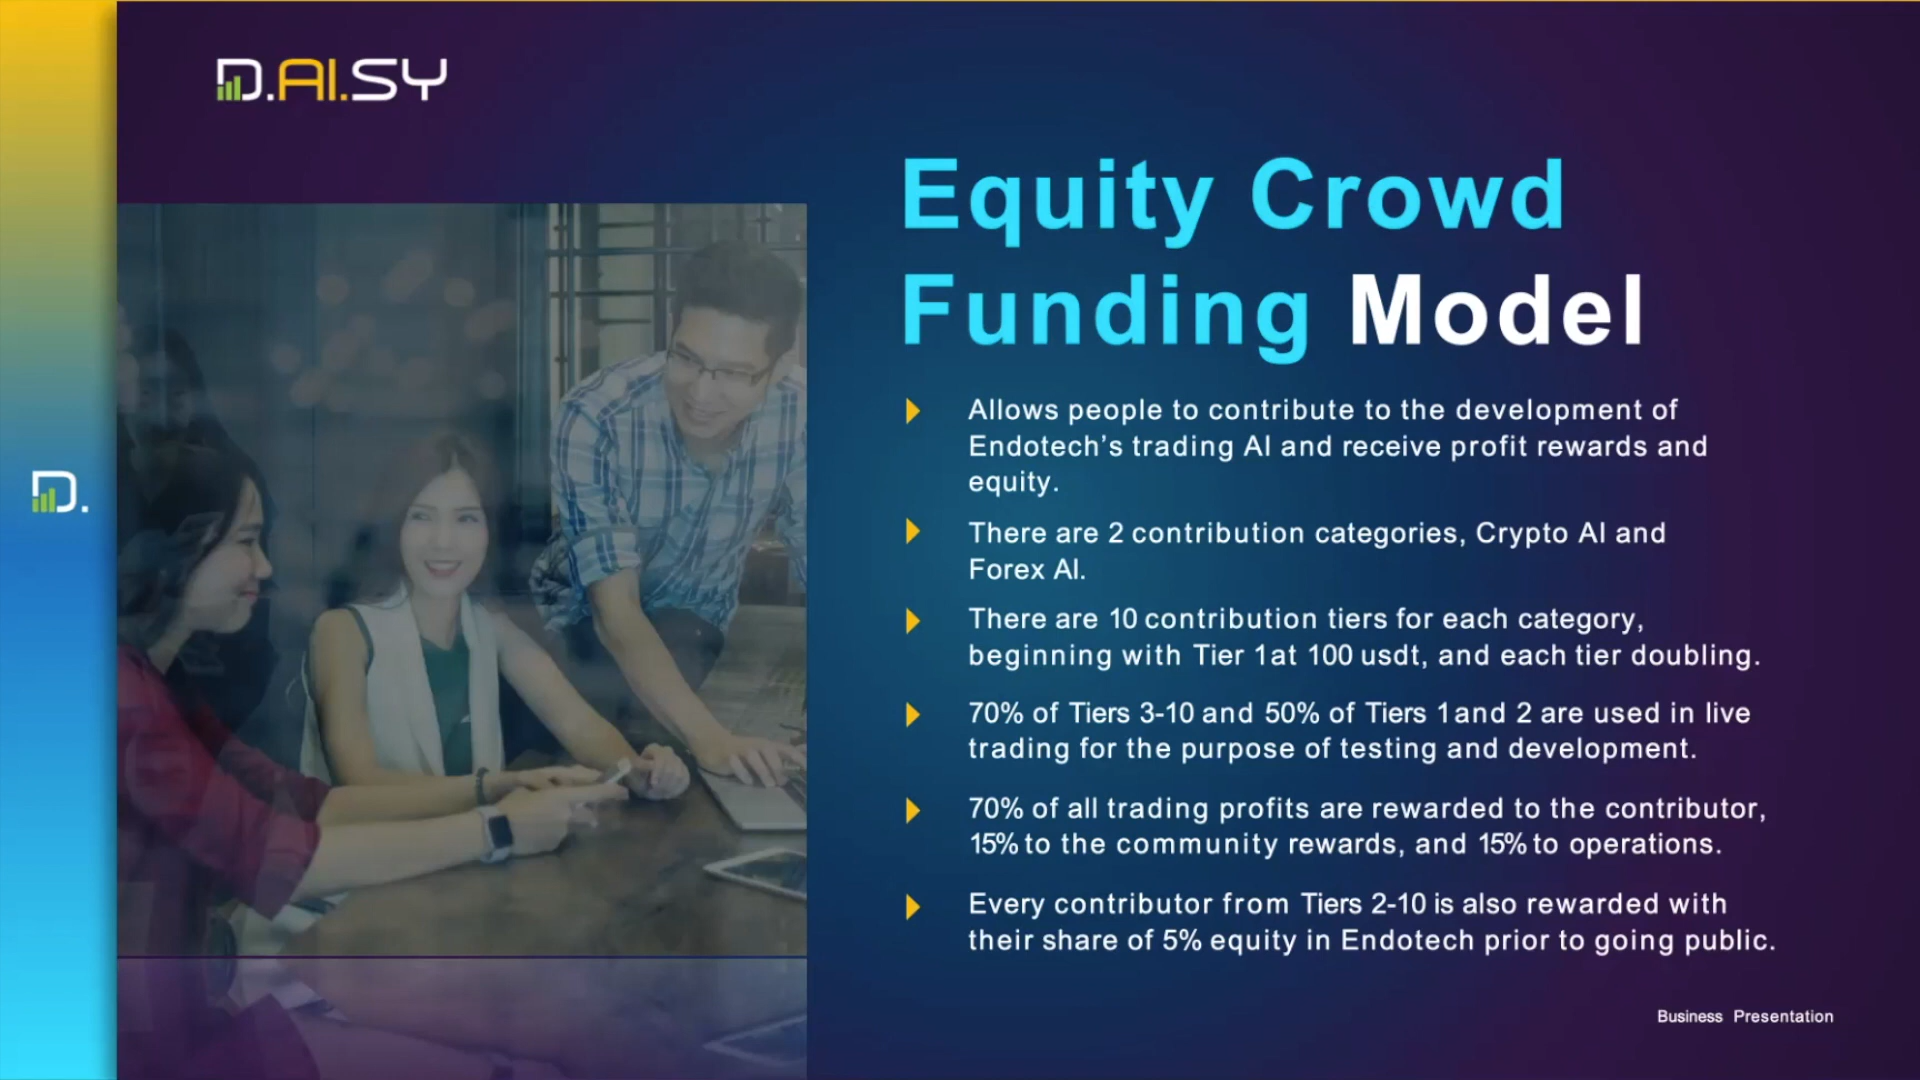 D.AI.SY
Equity Crowd
Funding Model
Allows people to contribute to the development of
Endotech’s trading AI and receive profit rewards and
equity.
There are 2 contribution categories, Crypto AI and
Forex AI.
There are 10 contribution tiers for each category,
beginning with Tier 1at 100 usdt, and each tier doubling.
70% of Tiers 3-10 and 50% of Tiers 1and 2 are used in live
trading for the purpose of testing and development.
70% of all trading profits are rewarded to the contributor,
15% to the community rewards, and 15% to operations.
Every contributor from Tiers 2-10 is also rewarded with
their share of 5% equity in Endotech prior to going public.
D.
Business Presentation